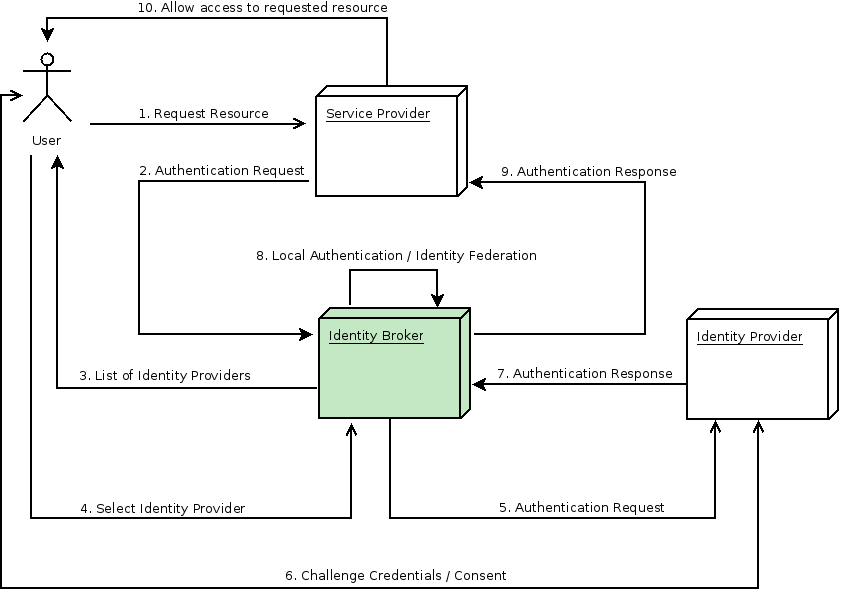 10. Allow access to requested resource
1. Request Resource
Service Provider
User
2. Authentication Request
9. Authentication Response
8. Local Authentication / Identity Federation
Identity Broker
Identity Provider
3. List of Identity Providers
7. Authentication Response
4. Select Identity Provider
5. Authentication Request
6. Challenge Credentials / Consent